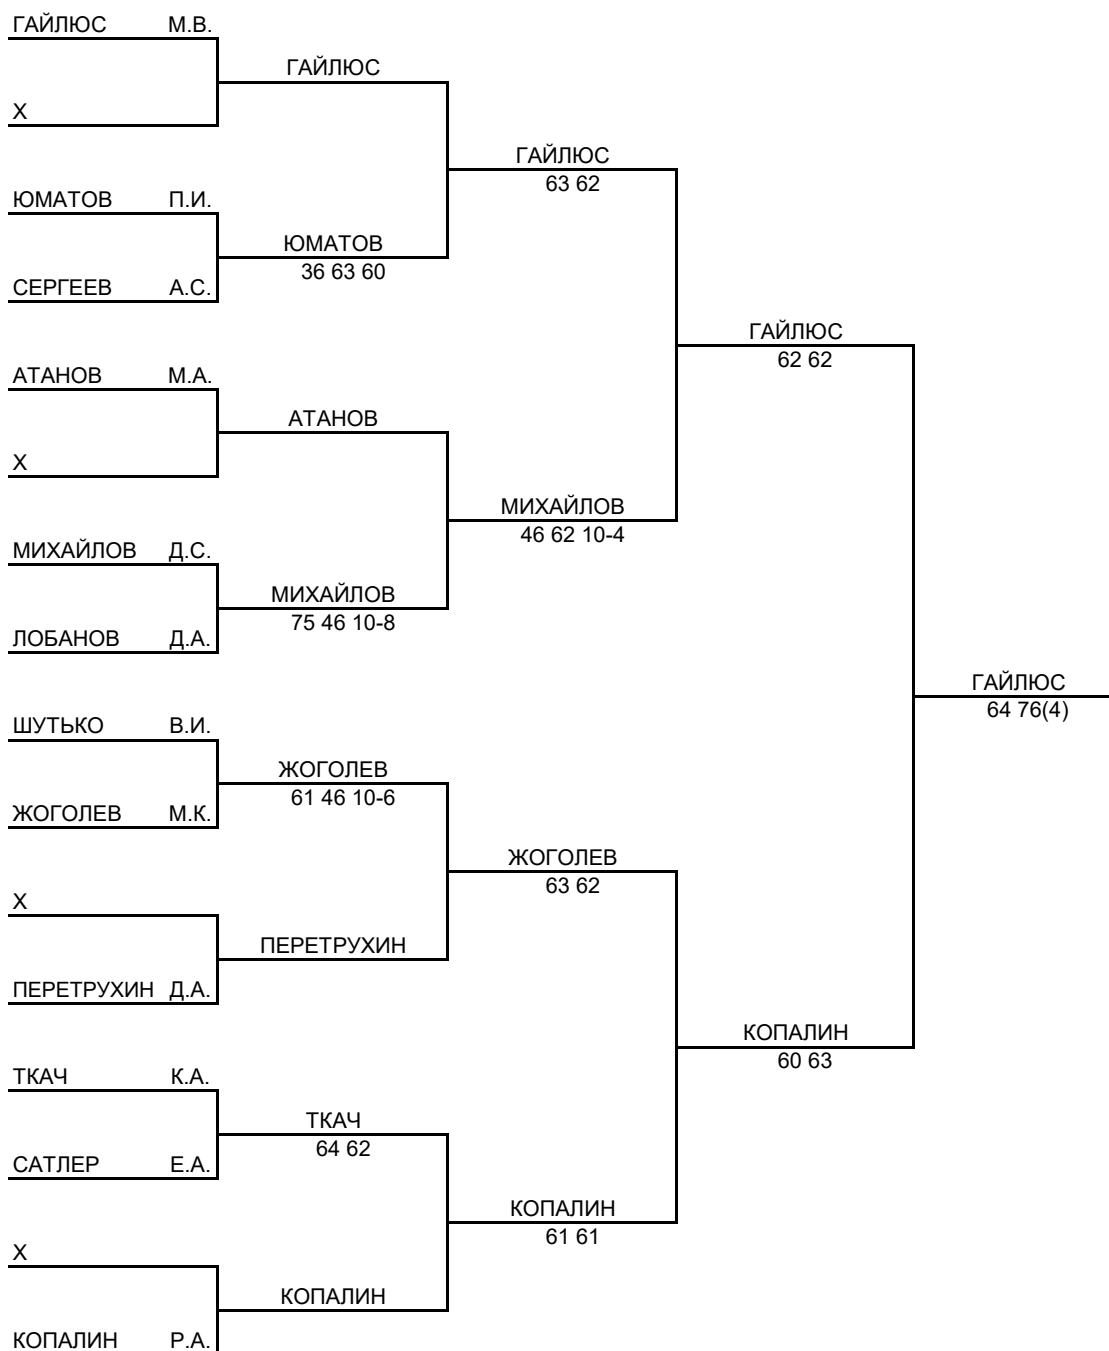 ГАЙЛЮС М.В.
ГАЙЛЮС
Х
ГАЙЛЮС
63 62
ЮМАТОВ П.И.
ЮМАТОВ
36 63 60
СЕРГЕЕВ А.С.
ГАЙЛЮС
62 62
АТАНОВ М.А.
АТАНОВ
Х
МИХАЙЛОВ
46 62 10-4
МИХАЙЛОВ Д.С.
МИХАЙЛОВ
75 46 10-8
ЛОБАНОВ Д.А.
ГАЙЛЮС
64 76(4)
ШУТЬКО В.И.
ЖОГОЛЕВ
61 46 10-6
ЖОГОЛЕВ М.К.
ЖОГОЛЕВ
63 62
Х
ПЕРЕТРУХИН
ПЕРЕТРУХИН Д.А.
КОПАЛИН
60 63
ТКАЧ К.А.
ТКАЧ
64 62
САТЛЕР Е.А.
КОПАЛИН
61 61
Х
КОПАЛИН
КОПАЛИН Р.А.